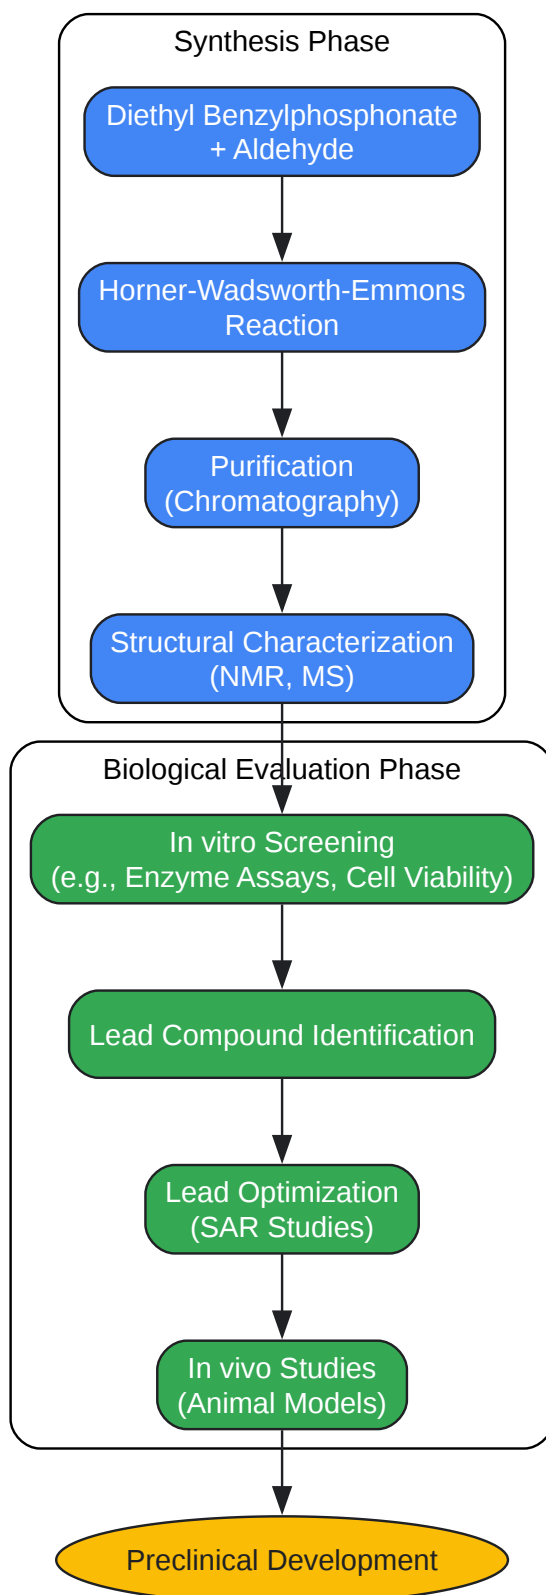 Synthesis Phase
Diethyl Benzylphosphonate
+ Aldehyde
Horner-Wadsworth-Emmons
Reaction
Purification
(Chromatography)
Structural Characterization
(NMR, MS)
Biological Evaluation Phase
In vitro Screening
(e.g., Enzyme Assays, Cell Viability)
Lead Compound Identification
Lead Optimization
(SAR Studies)
In vivo Studies
(Animal Models)
Preclinical Development